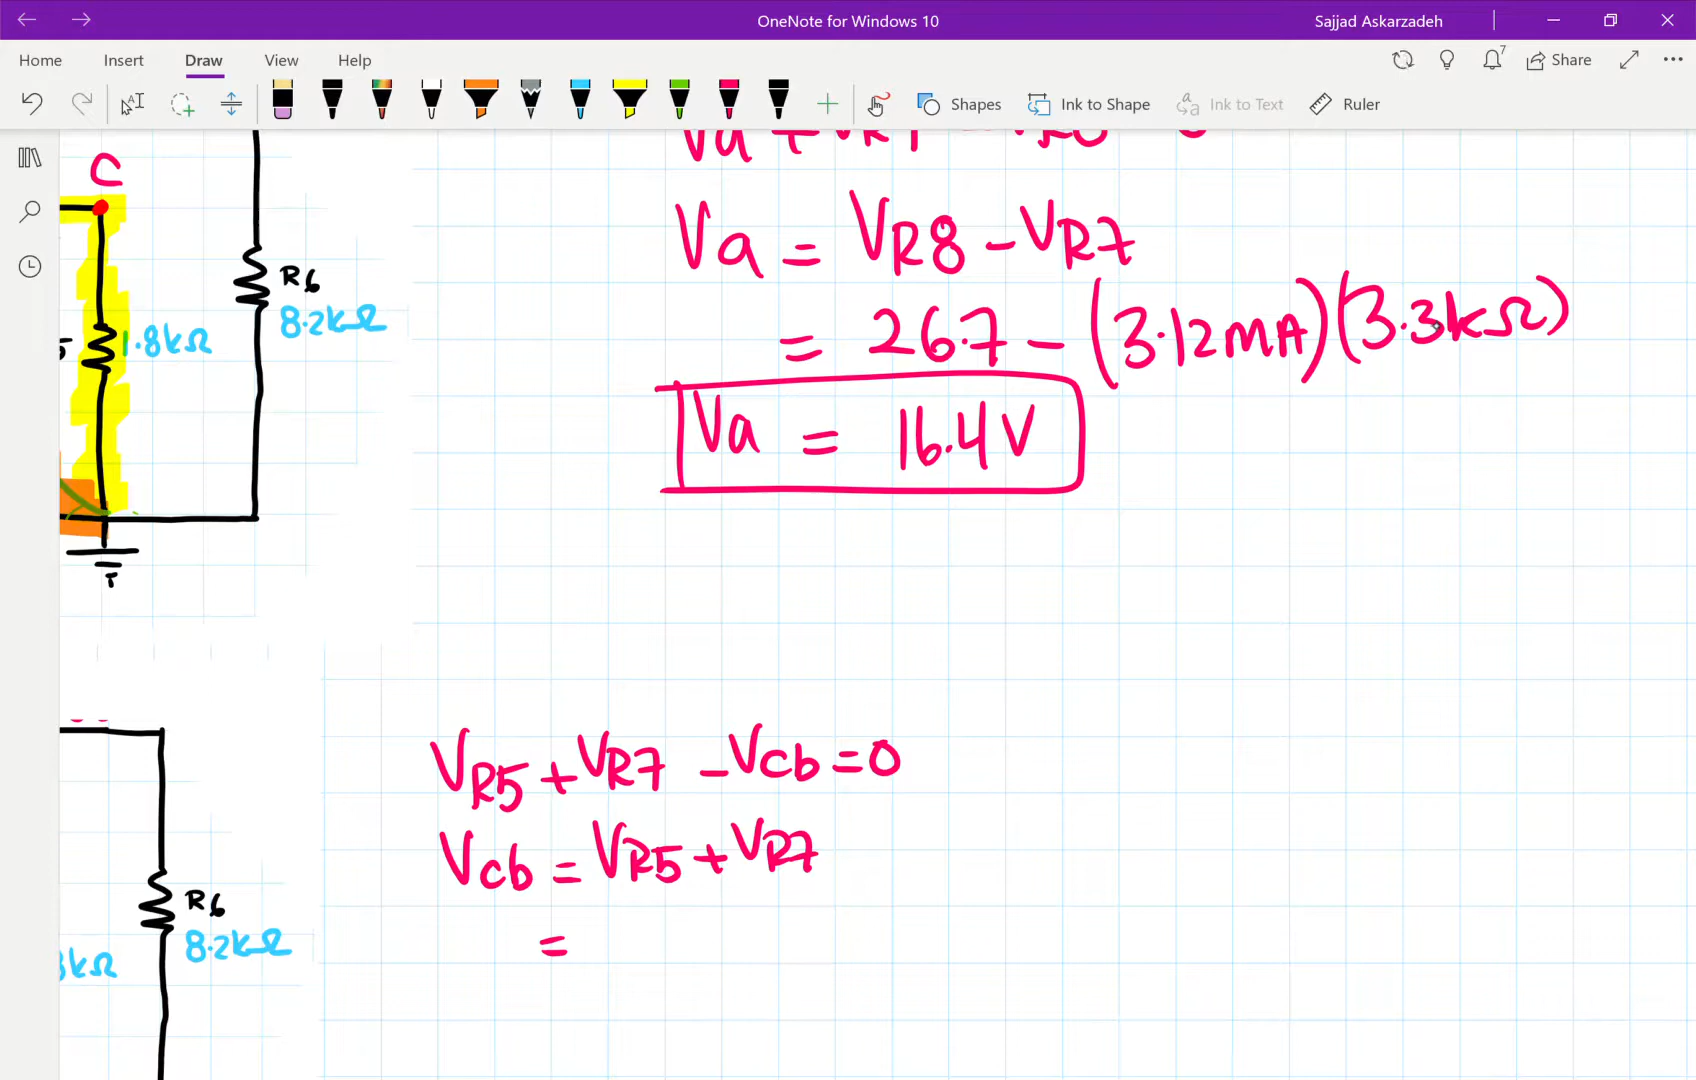 OneNote for Windows 10
Sajjad Askarzadeh
Home Insert Draw View Help
7
Share
Shapes
Ink to Shape
Ink to Text
Ruler
C
R6
8.2kΩ
1.8kΩ
Va = VR8 - VR7
= 26.7 - (3.12mA)(3.3kΩ)
Va = 16.4V
VR5 + VR7 - Vcb = 0
Vcb = VR5 + VR7
=
R6
8.2kΩ
kΩ